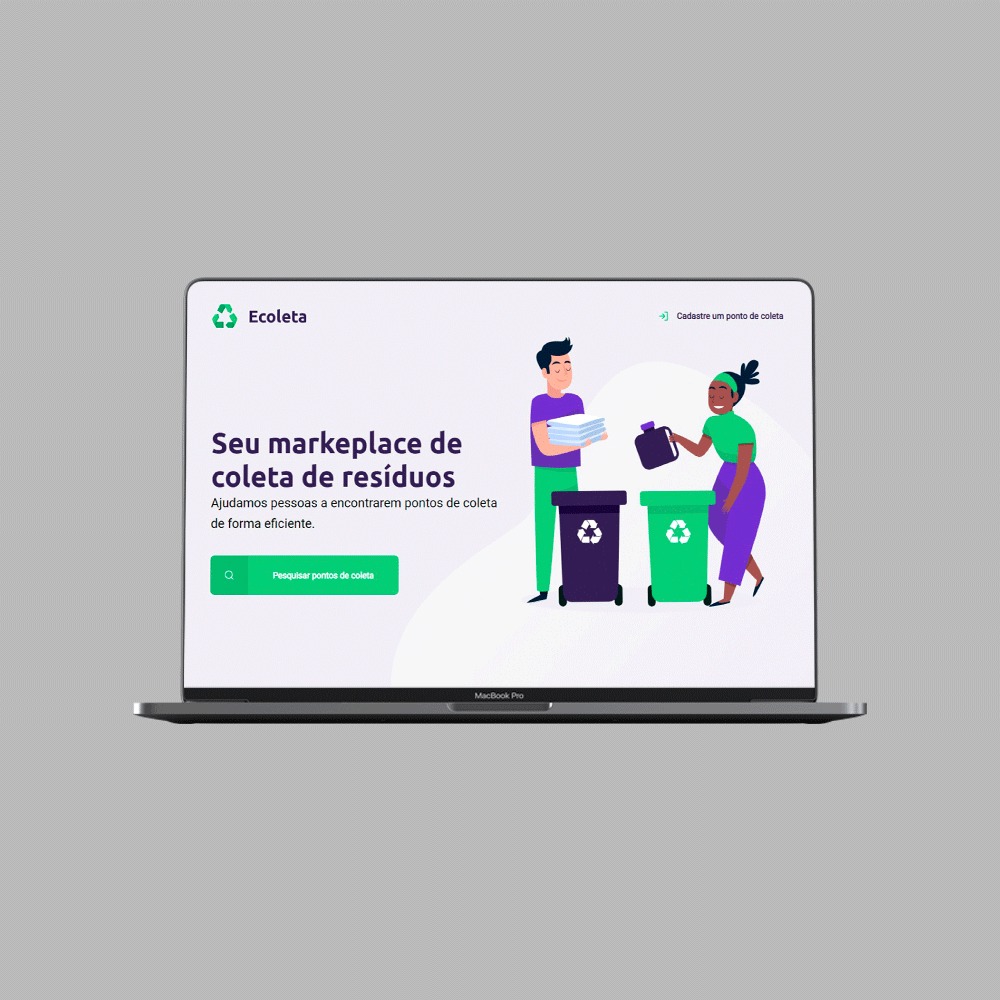 Ecoleta
Cadastre um ponto de coleta
Seu markeplace de
coleta de resíduos
Ajudamos pessoas a encontrarem pontos de coleta
de forma eficiente.
Pesquisar pontos de coleta
MacBook Pro